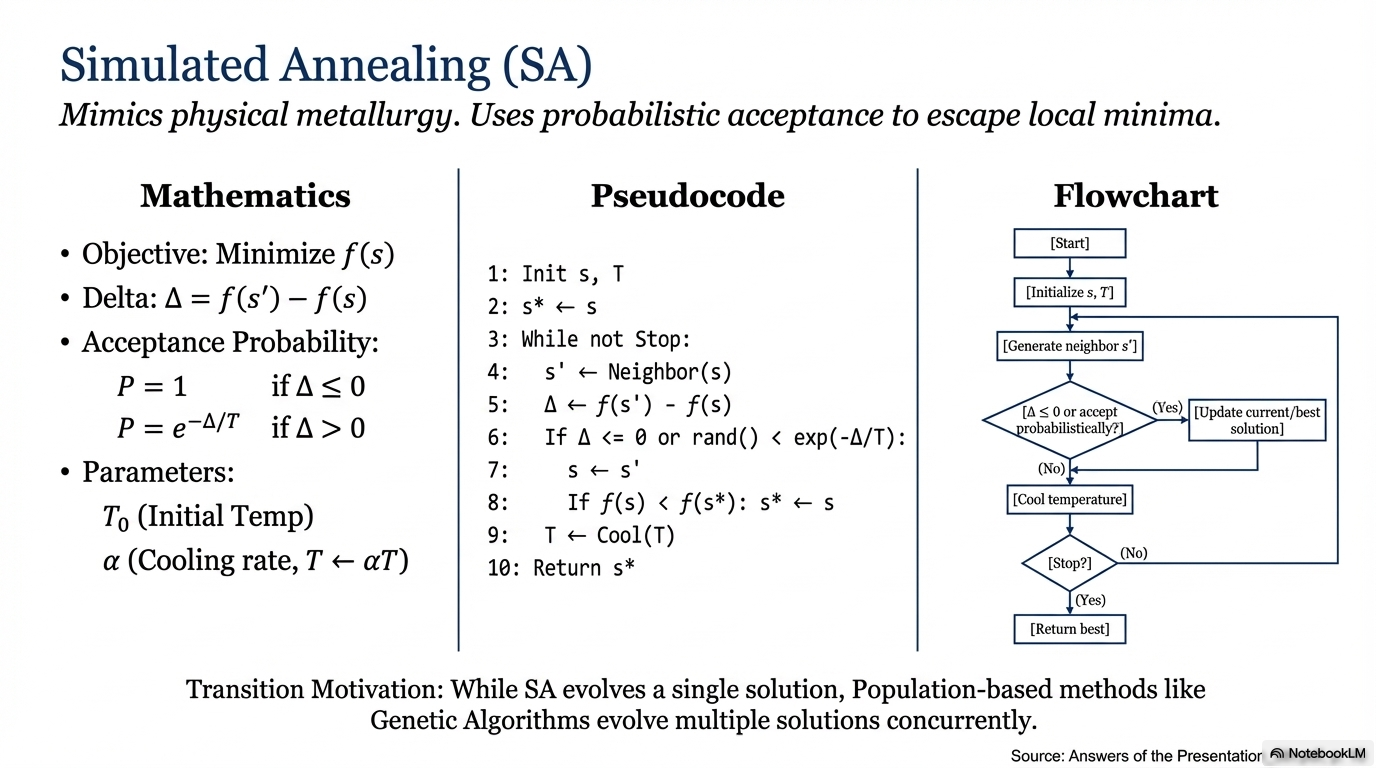 Simulated Annealing (SA)
Mimics physical metallurgy. Uses probabilistic acceptance to escape local minima.
Mathematics
• Objective: Minimize f(s)
• Delta: Δ = f(s′) − f(s)
• Acceptance Probability:
P = 1 if Δ ≤ 0
P = e^{−Δ/T} if Δ > 0
• Parameters:
T₀ (Initial Temp)
α (Cooling rate, T ← αT)
Pseudocode
1: Init s, T
2: s* ← s
3: While not Stop:
4: s' ← Neighbor(s)
5: Δ ← f(s') - f(s)
6: If Δ <= 0 or rand() < exp(-Δ/T):
7: s ← s'
8: If f(s) < f(s*): s* ← s
9: T ← Cool(T)
10: Return s*
Flowchart
[Start]
[Initialize s, T]
[Generate neighbor s′]
[Δ ≤ 0 or accept
probabilistically?]
(Yes)
[Update current/best
solution]
(No)
[Cool temperature]
[Stop?]
(No)
(Yes)
[Return best]
Transition Motivation: While SA evolves a single solution, Population-based methods like
Genetic Algorithms evolve multiple solutions concurrently.
Source: Answers of the Presentation
NotebookLM